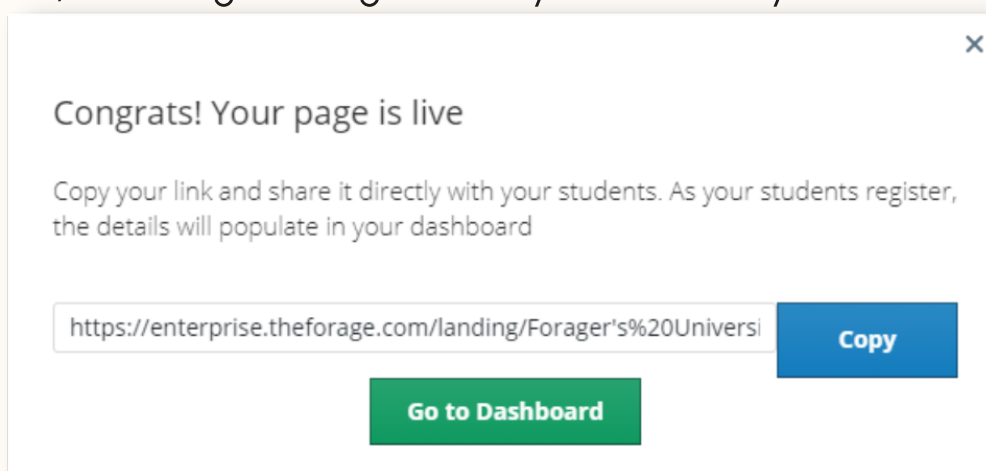 Congrats! Your page is live
Copy your link and share it directly with your students. As your students register,
the details will populate in your dashboard
https://enterprise.theforage.com/landing/Forager's%20Universi
Copy
Go to Dashboard